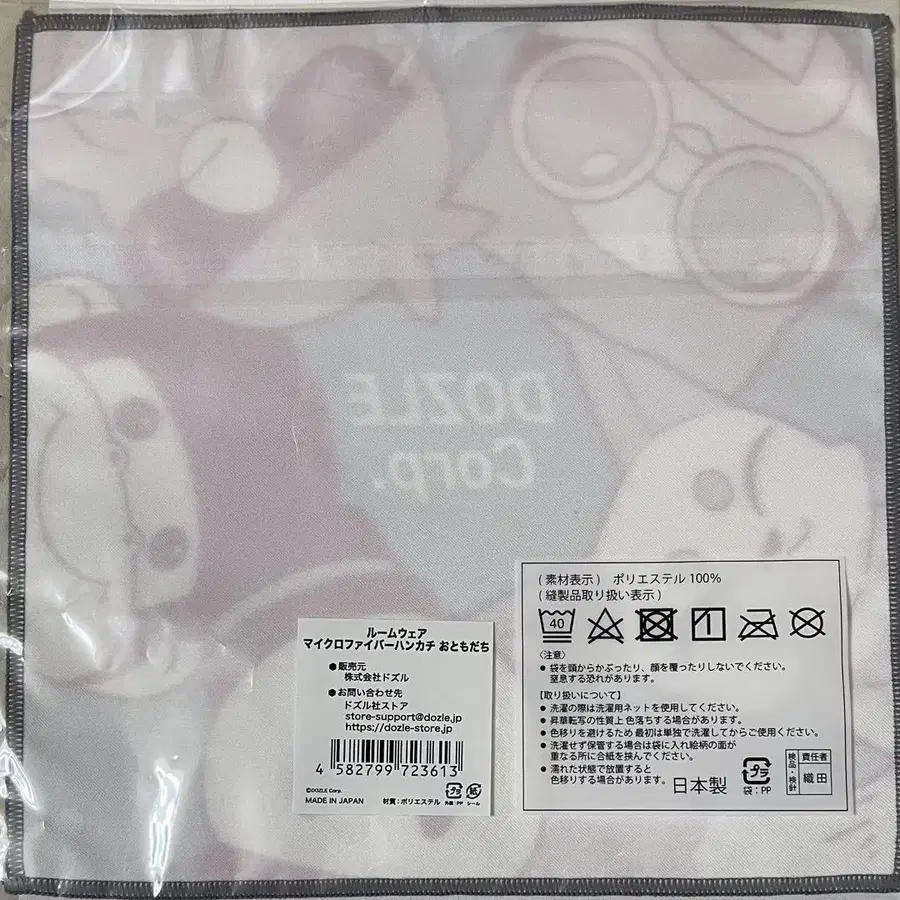 DOZLE
Corp.
ルームウェア
マイクロファイバーハンカチ おともだち
●販売元
株式会社ドズル
●お問い合わせ先
ドズル社ストア
store-support@dozle.jp
https://dozle-store.jp
4 582799 723613
©DOZLE Corp.
MADE IN JAPAN
材質：ポリエステル
プラ
外装：PP
紙
シール
(素材表示) ポリエステル 100%
(縫製品取り扱い表示)
40
〈注意〉
●袋を頭からかぶったり、顔を覆ったりしないでください。
窒息する恐れがあります。
【取り扱いについて】
●洗濯の際は洗濯用ネットを使用してください。
●昇華転写の性質上 色落ちする場合があります。
●色移りを避けるため 最初は単独で洗濯してからご使用ください。
●洗濯せず保管する場合は袋に入れ絵柄の面が
重なる所に合紙を挟んでください。
●濡れた状態で放置すると
色移りする場合があります。
日本製
プラ
袋：PP
検品・検針
責任者
織田